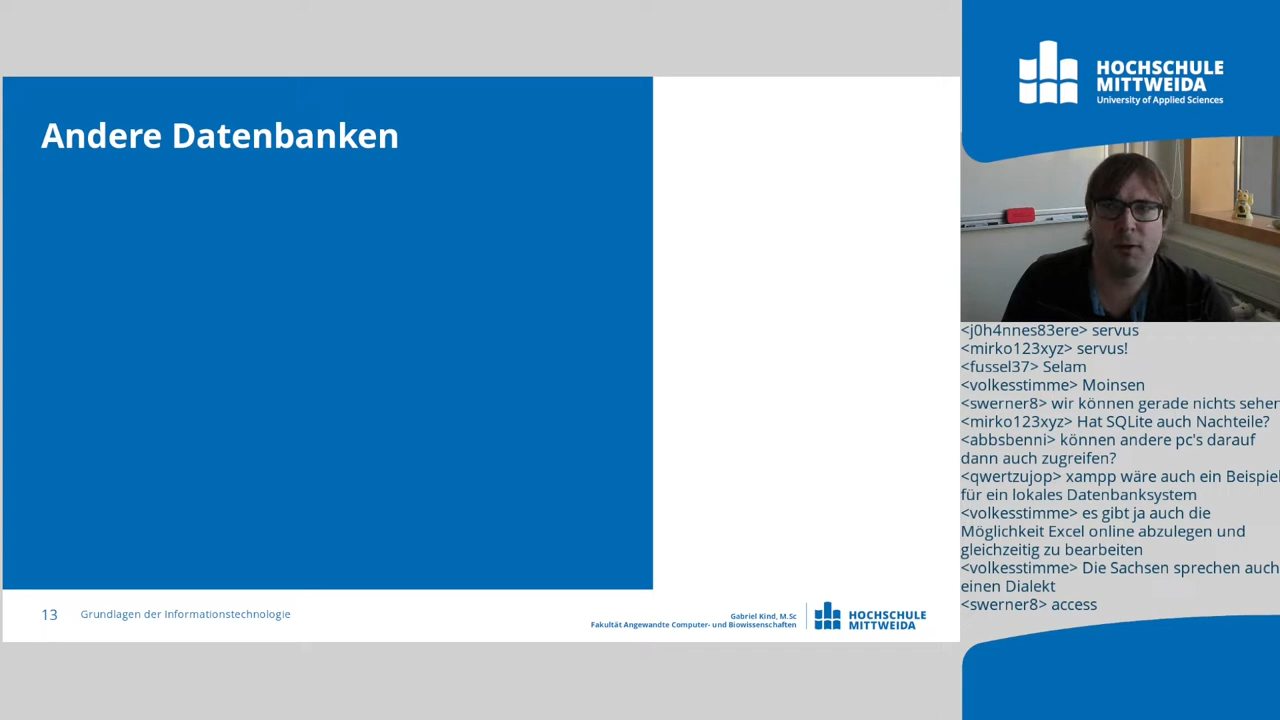 Andere Datenbanken
13
Grundlagen der Informationstechnologie
Gabriel Kind, M.Sc
Fakultät Angewandte Computer- und Biowissenschaften
HOCHSCHULE
MITTWEIDA
HOCHSCHULE
MITTWEIDA
University of Applied Sciences
<j0h4nnes83ere> servus
<mirko123xyz> servus!
<fussel37> Selam
<volkesstimme> Moinsen
<swerner8> wir können gerade nichts sehen
<mirko123xyz> Hat SQLite auch Nachteile?
<abbsbenni> können andere pc's darauf
dann auch zugreifen?
<qwertzujop> xampp wäre auch ein Beispiel
für ein lokales Datenbanksystem
<volkesstimme> es gibt ja auch die
Möglichkeit Excel online abzulegen und
gleichzeitig zu bearbeiten
<volkesstimme> Die Sachsen sprechen auch
einen Dialekt
<swerner8> access